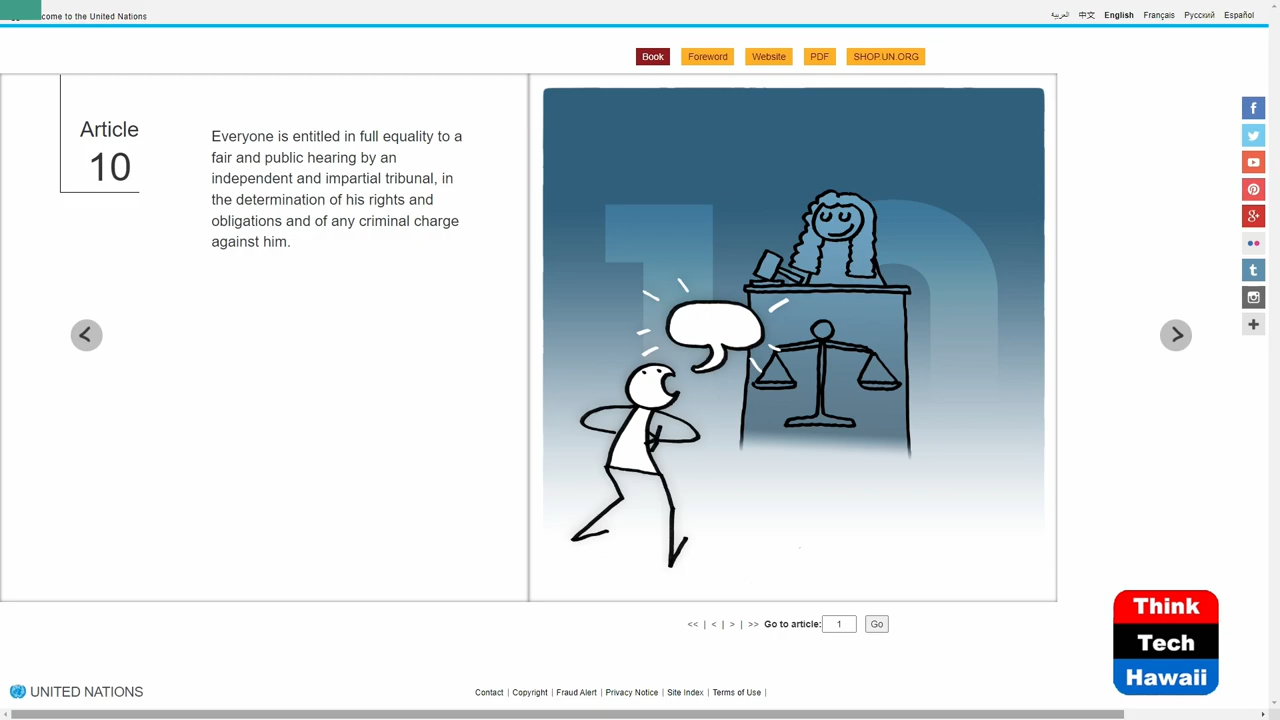 come to the United Nations
العربية 中文 English Français Русский Español
Book Foreword Website PDF SHOP.UN.ORG
Article
10
Everyone is entitled in full equality to a
fair and public hearing by an
independent and impartial tribunal, in
the determination of his rights and
obligations and of any criminal charge
against him.
10
<< | < | > | >> Go to article: 1 Go
Think
Tech
Hawaii
UNITED NATIONS
Contact | Copyright | Fraud Alert | Privacy Notice | Site Index | Terms of Use |